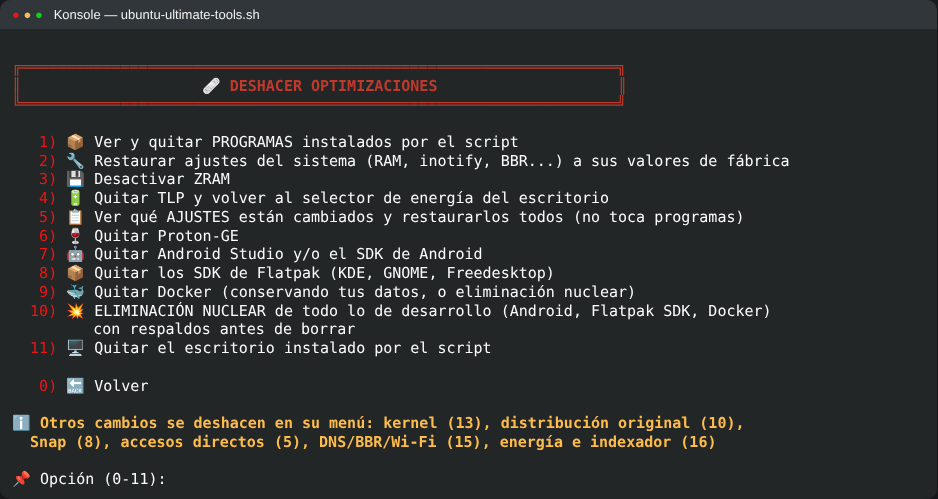 Konsole — ubuntu-ultimate-tools.sh
DESHACER OPTIMIZACIONES
1) Ver y quitar PROGRAMAS instalados por el script
2) Restaurar ajustes del sistema (RAM, inotify, BBR...) a sus valores de fábrica
3) Desactivar ZRAM
4) Quitar TLP y volver al selector de energía del escritorio
5) Ver qué AJUSTES están cambiados y restaurarlos todos (no toca programas)
6) Quitar Proton-GE
7) Quitar Android Studio y/o el SDK de Android
8) Quitar los SDK de Flatpak (KDE, GNOME, Freedesktop)
9) Quitar Docker (conservando tus datos, o eliminación nuclear)
10) ELIMINACIÓN NUCLEAR de todo lo de desarrollo (Android, Flatpak SDK, Docker)
con respaldos antes de borrar
11) Quitar el escritorio instalado por el script
0) Volver
Otros cambios se deshacen en su menú: kernel (13), distribución original (10),
Snap (8), accesos directos (5), DNS/BBR/Wi-Fi (15), energía e indexador (16)
Opción (0-11):